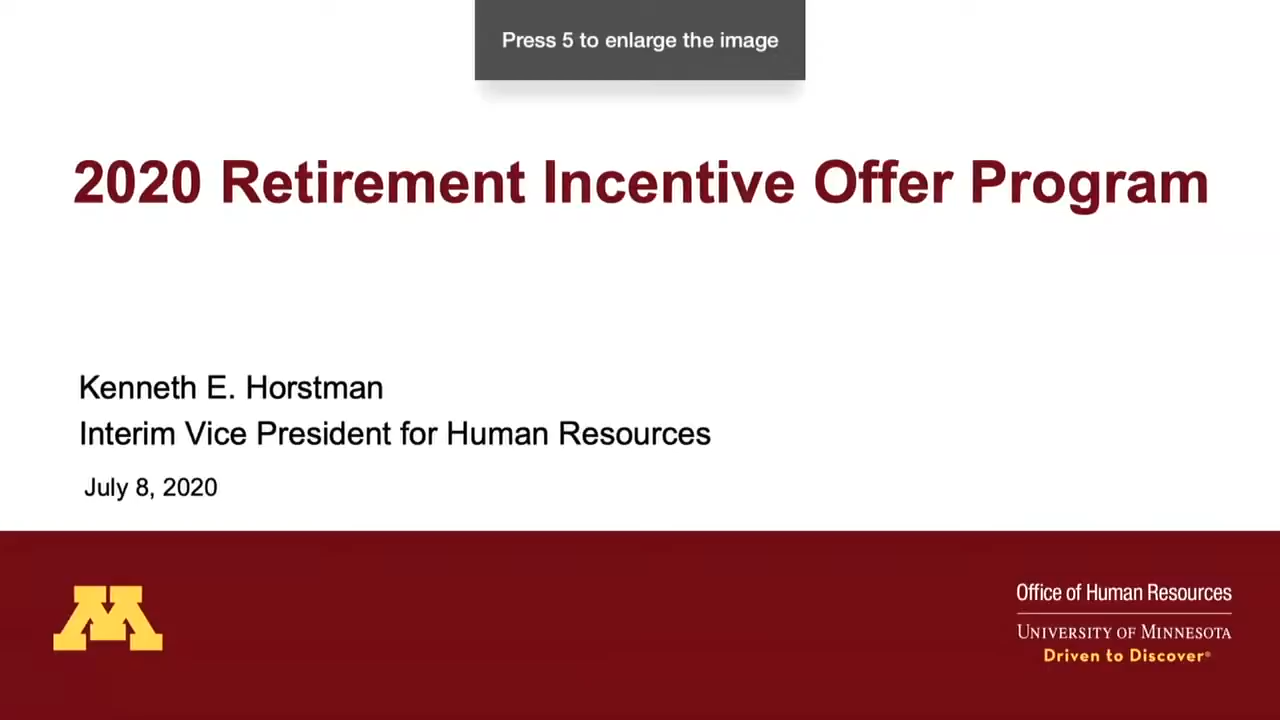 Press 5 to enlarge the image
2020 Retirement Incentive Offer Program
Kenneth E. Horstman
Interim Vice President for Human Resources
July 8, 2020
M
Office of Human Resources
UNIVERSITY OF MINNESOTA
Driven to Discover®